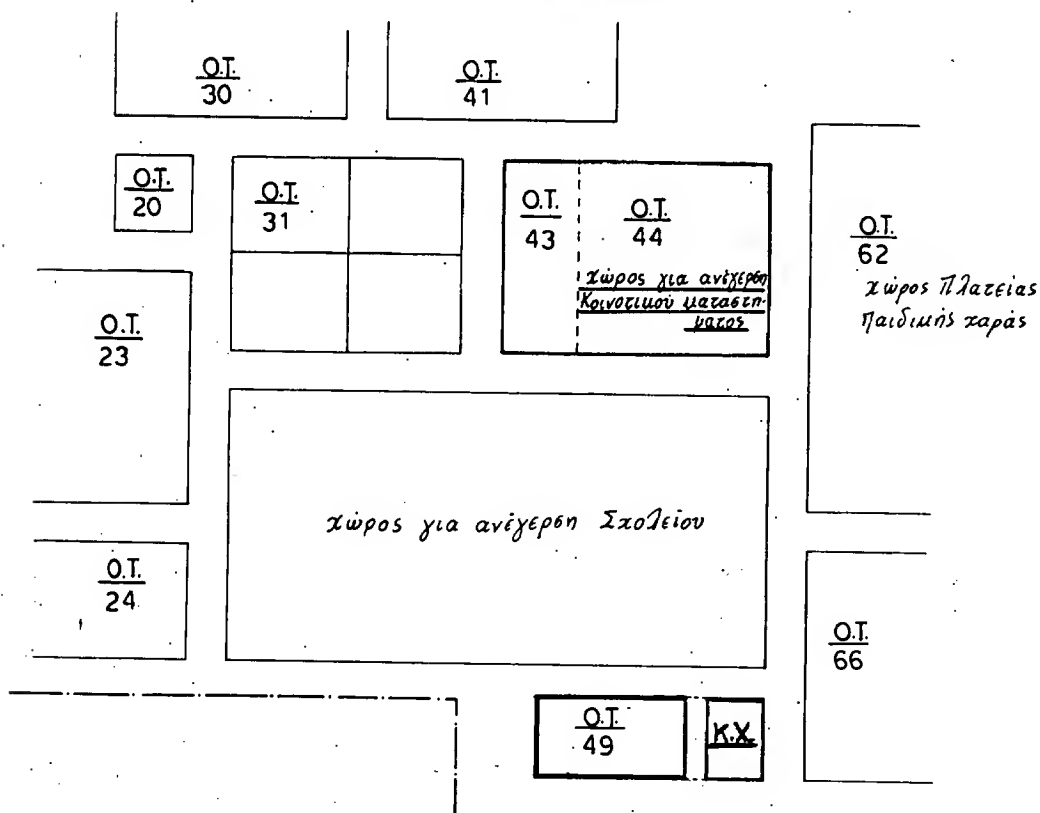 Ο.Τ.
30
Ο.Τ.
41
Ο.Τ.
20
Ο.Τ.
31
Ο.Τ.
43
Ο.Τ.
44
χώρος για ανέγερση
Κοινοτικού καταστή-
ματος
Ο.Τ.
62
χώρος Πλατείας
Παιδικής χαράς
Ο.Τ.
23
χώρος για ανέγερση Σχολείου
Ο.Τ.
24
Ο.Τ.
66
Ο.Τ.
49
Κ.Χ.